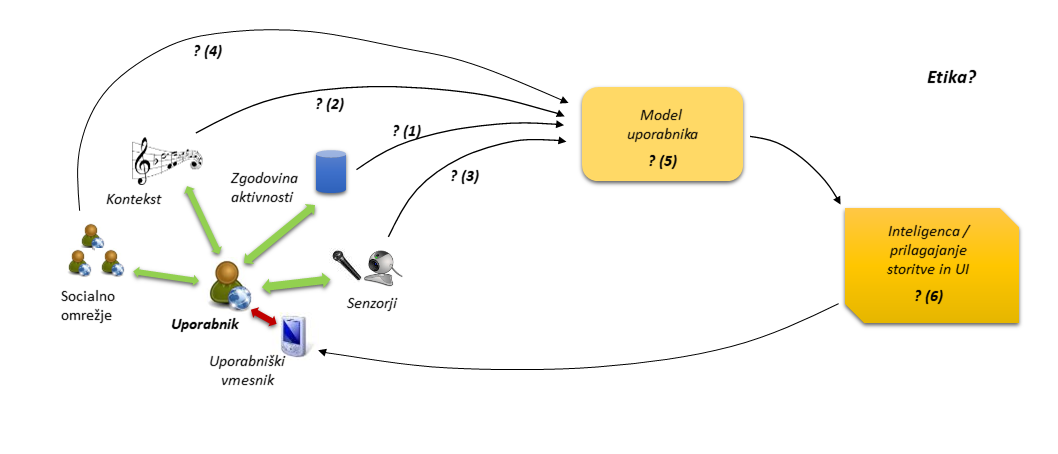 ? (4)
Etika?
? (2)
Model
uporabnika
? (5)
? (1)
Zgodovina
aktivnosti
? (3)
Kontekst
Inteligenca /
prilagajanje
storitve in UI
? (6)
Socialno
omrežje
Uporabnik
Senzorji
Uporabniški
vmesnik